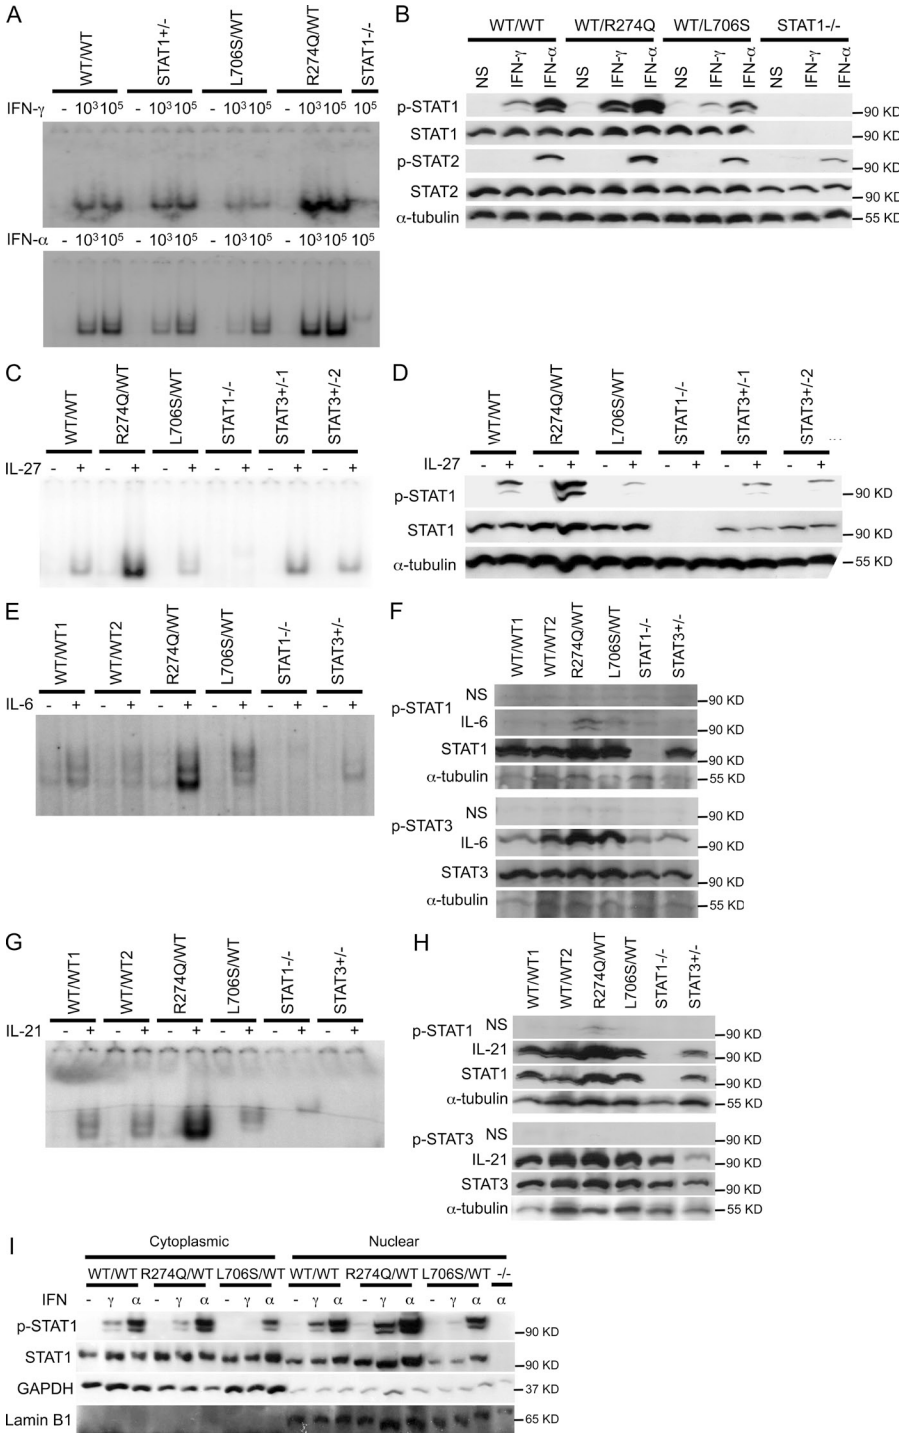 A
WT/WT
STAT1+/-
L706S/WT
R274Q/WT
STAT1-/-
IFN-γ - 10³ 10⁵ - 10³ 10⁵ - 10³ 10⁵ - 10³ 10⁵ 10⁵
IFN-α - 10³ 10⁵ - 10³ 10⁵ - 10³ 10⁵ - 10³ 10⁵ 10⁵
B
WT/WT WT/R274Q WT/L706S STAT1-/-
NS IFN-γ IFN-α NS IFN-γ IFN-α NS IFN-γ IFN-α NS IFN-γ IFN-α
p-STAT1 90 KD
STAT1 90 KD
p-STAT2 90 KD
STAT2 90 KD
α-tubulin 55 KD
C
WT/WT
R274Q/WT
L706S/WT
STAT1-/-
STAT3+/-1
STAT3+/-2
IL-27 - + - + - + - + - + - +
D
WT/WT
R274Q/WT
L706S/WT
STAT1-/-
STAT3+/-1
STAT3+/-2
IL-27 - + - + - + - + - + - +
p-STAT1 90 KD
STAT1 90 KD
α-tubulin 55 KD
E
WT/WT1
WT/WT2
R274Q/WT
L706S/WT
STAT1-/-
STAT3+/-
IL-6 - + - + - + - + - + - +
F
WT/WT1
WT/WT2
R274Q/WT
L706S/WT
STAT1-/-
STAT3+/-
p-STAT1
NS 90 KD
IL-6 90 KD
STAT1 90 KD
α-tubulin 55 KD
p-STAT3
NS 90 KD
IL-6 90 KD
STAT3 90 KD
α-tubulin 55 KD
G
WT/WT1
WT/WT2
R274Q/WT
L706S/WT
STAT1-/-
STAT3+/-
IL-21 - + - + - + - + - + - +
H
WT/WT1
WT/WT2
R274Q/WT
L706S/WT
STAT1-/-
STAT3+/-
p-STAT1 NS 90 KD
IL-21 90 KD
STAT1 90 KD
α-tubulin 55 KD
p-STAT3 NS 90 KD
IL-21 90 KD
STAT3 90 KD
α-tubulin 55 KD
I
Cytoplasmic Nuclear
WT/WT R274Q/WT L706S/WT WT/WT R274Q/WT L706S/WT -/-
IFN - γ α - γ α - γ α - γ α - γ α - γ α α
p-STAT1 90 KD
STAT1 90 KD
GAPDH 37 KD
Lamin B1 65 KD